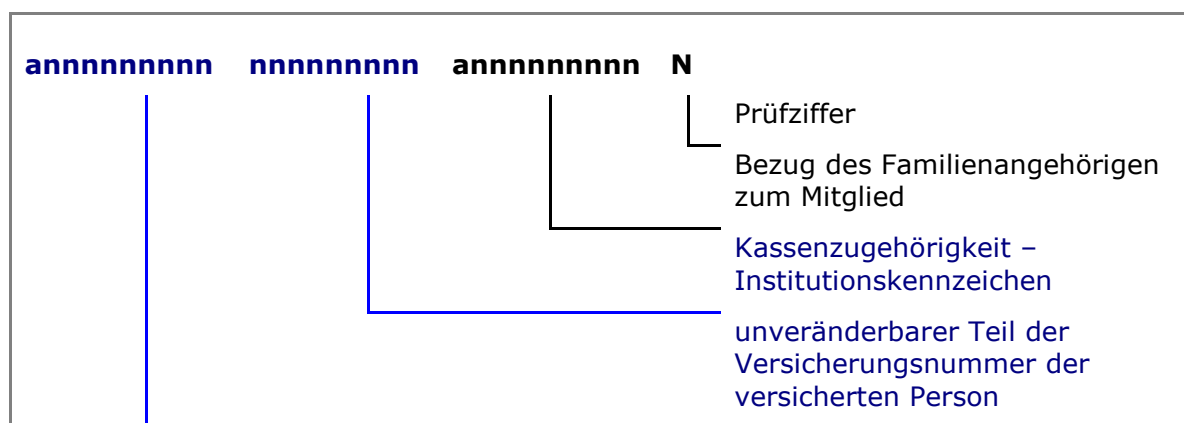 annnnnnnnn nnnnnnnnn annnnnnnnn N
Prüfziffer
Bezug des Familienangehörigen
zum Mitglied
Kassenzugehörigkeit –
Institutionskennzeichen
unveränderbarer Teil der
Versicherungsnummer der
versicherten Person